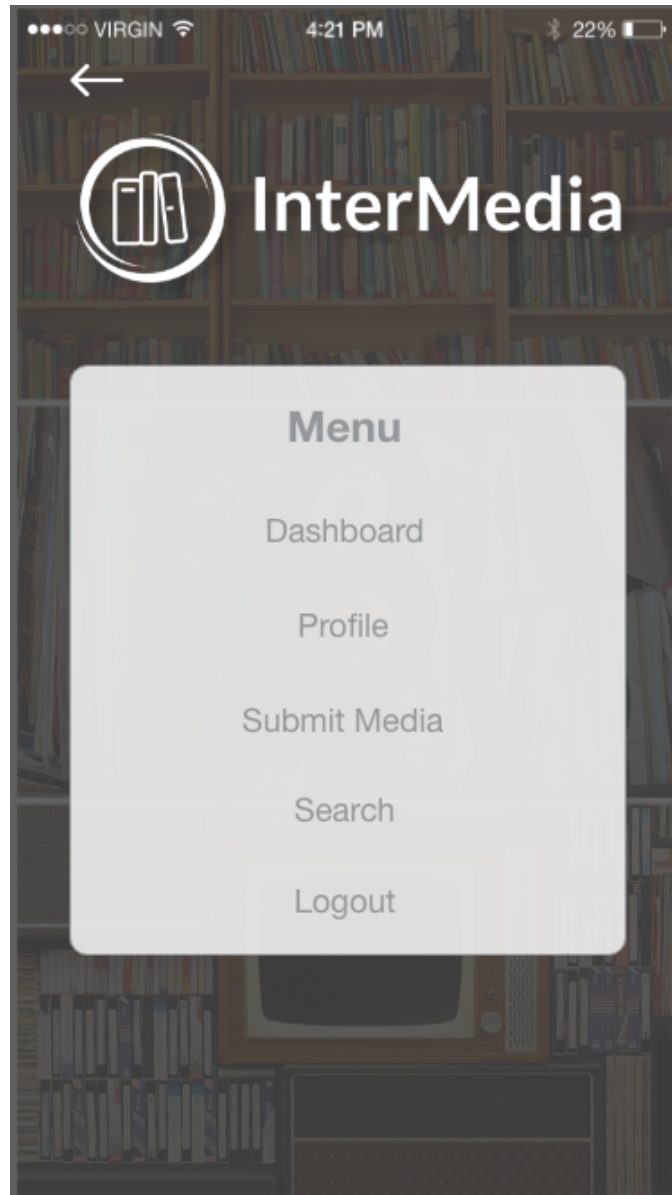 VIRGIN 4:21 PM 22%
InterMedia
Menu
Dashboard
Profile
Submit Media
Search
Logout